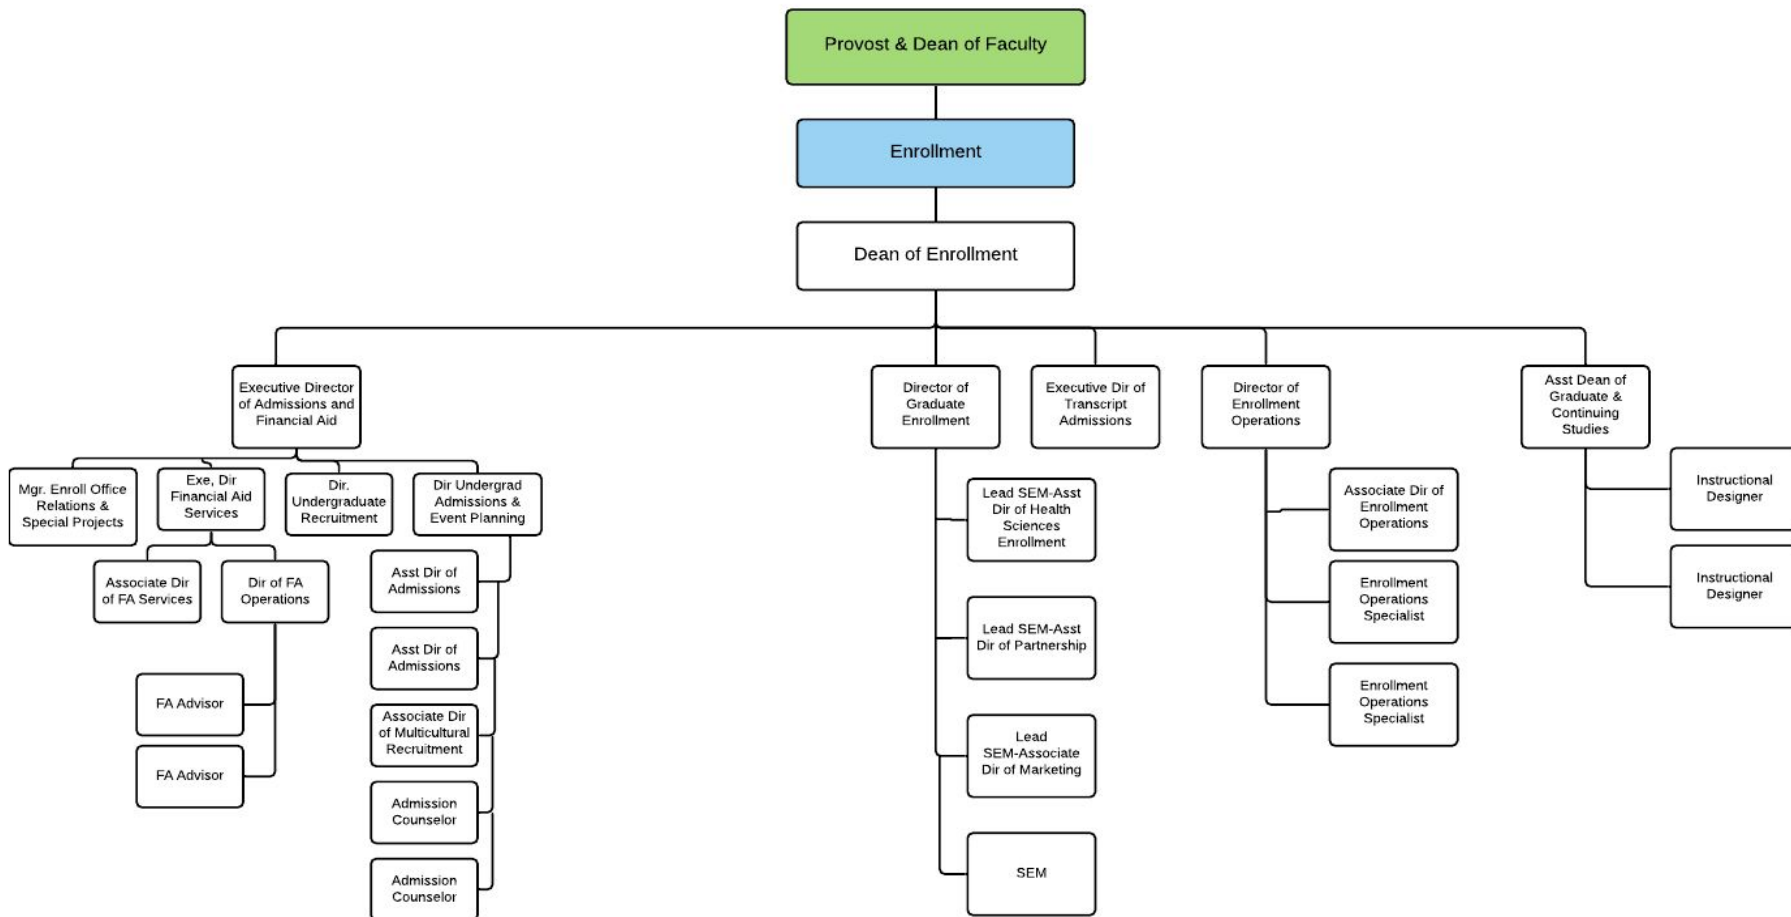 Provost & Dean of Faculty
Enrollment
Dean of Enrollment
Executive Director
of Admissions and
Financial Aid
Director of
Graduate
Enrollment
Executive Dir of
Transcript
Admissions
Director of
Enrollment
Operations
Asst Dean of
Graduate &
Continuing
Studies
Mgr. Enroll Office
Relations &
Special Projects
Exe, Dir
Financial Aid
Services
Dir.
Undergraduate
Recruitment
Dir Undergrad
Admissions &
Event Planning
Associate Dir
of FA Services
Dir of FA
Operations
FA Advisor
FA Advisor
Asst Dir of
Admissions
Asst Dir of
Admissions
Associate Dir
of Multicultural
Recruitment
Admission
Counselor
Admission
Counselor
Lead SEM-Asst
Dir of Health
Sciences
Enrollment
Lead SEM-Asst
Dir of Partnership
Lead
SEM-Associate
Dir of Marketing
SEM
Associate Dir of
Enrollment
Operations
Enrollment
Operations
Specialist
Enrollment
Operations
Specialist
Instructional
Designer
Instructional
Designer